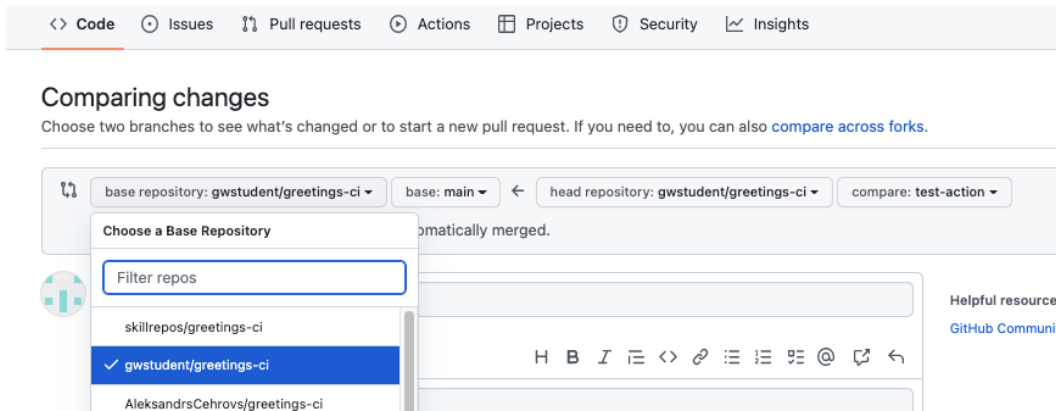 Code Issues Pull requests Actions Projects Security Insights
Comparing changes
Choose two branches to see what's changed or to start a new pull request. If you need to, you can also compare across forks.
base repository: gwstudent/greetings-ci base: main ← head repository: gwstudent/greetings-ci compare: test-action
Choose a Base Repository
omatically merged.
Filter repos
Helpful resource
skillrepos/greetings-ci
GitHub Communi
gwstudent/greetings-ci
AleksandrsCehrovs/greetings-ci